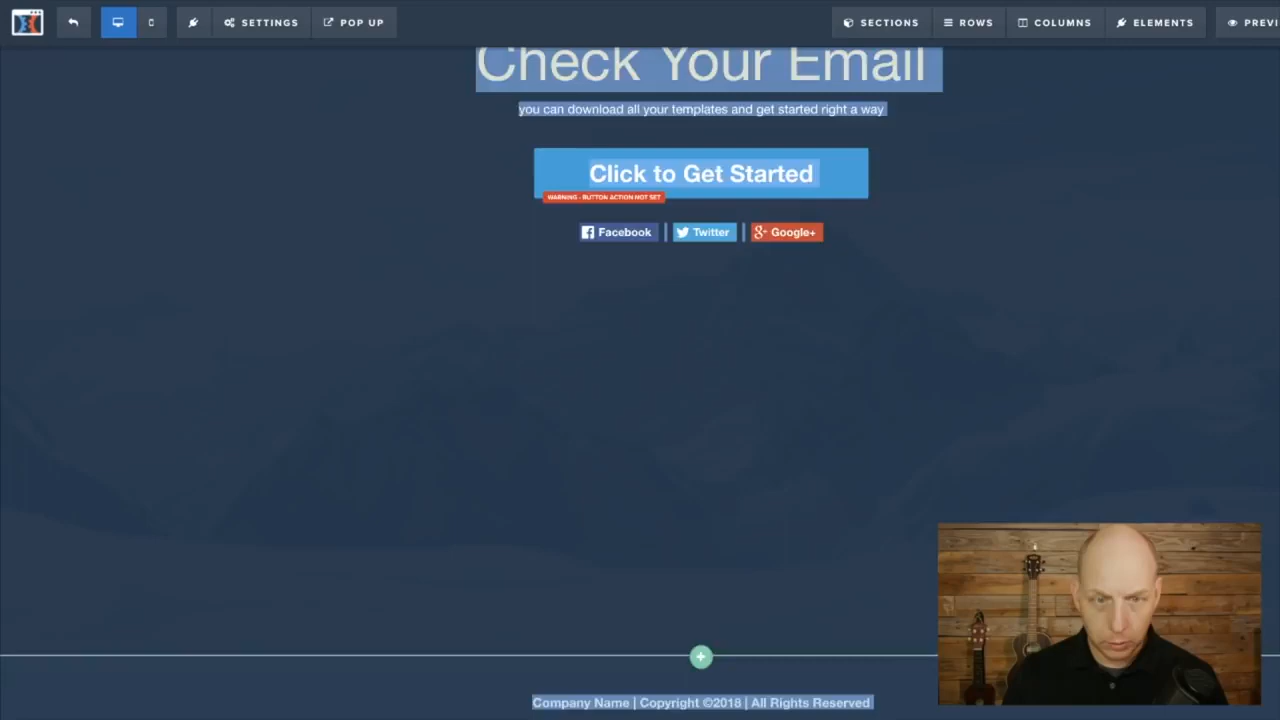 SETTINGS POP UP SECTIONS ROWS COLUMNS ELEMENTS PREVI
Check Your Email
you can download all your templates and get started right a way
Click to Get Started
WARNING - BUTTON ACTION NOT SET
Facebook | Twitter | Google+
Company Name | Copyright ©2018 | All Rights Reserved